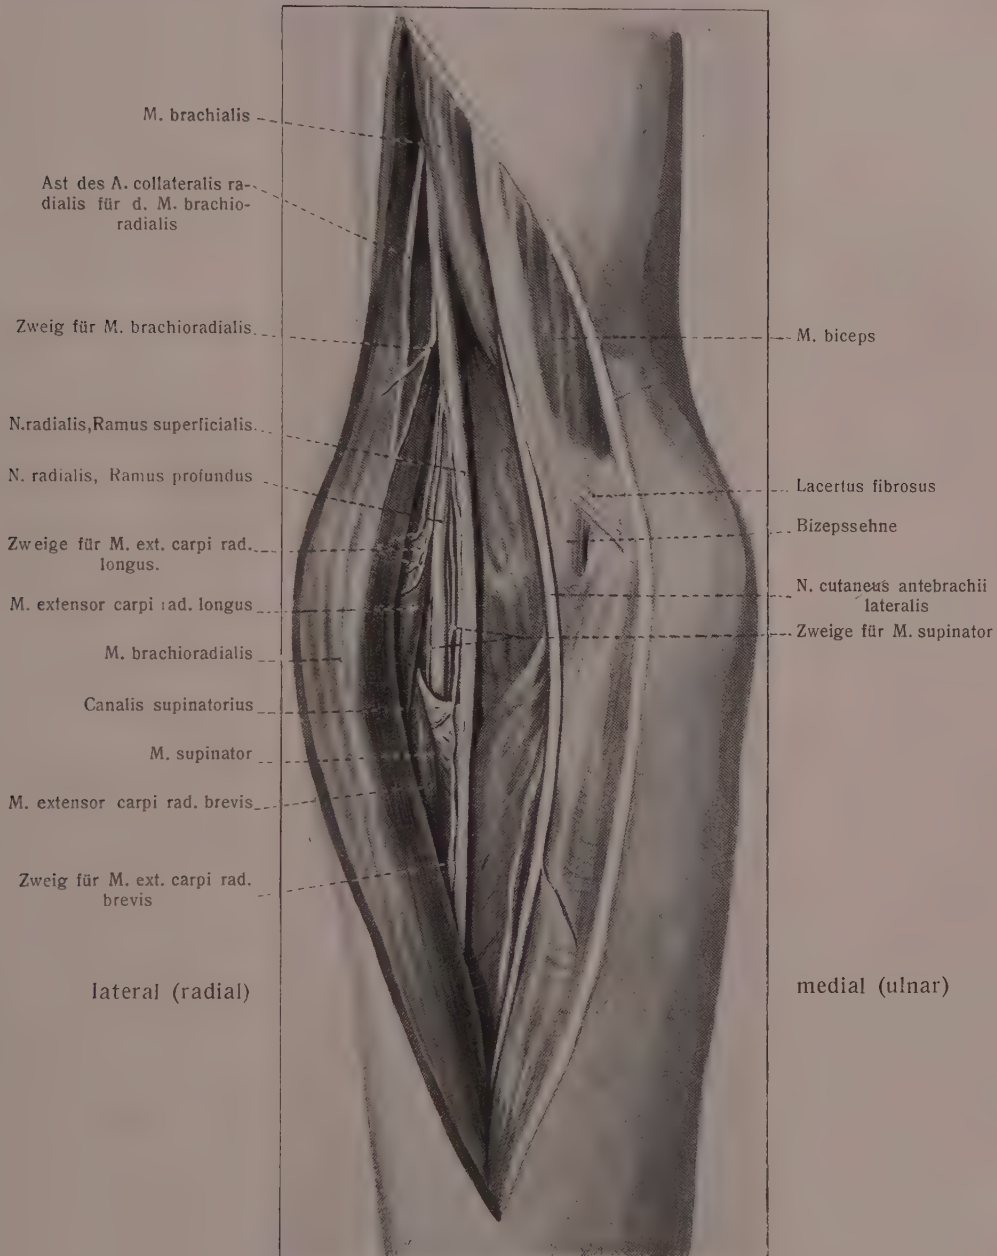 M. brachialis
Ast des A. collateralis ra-
dialis für d. M. brachio-
radialis
Zweig für M. brachioradialis
N.radialis,Ramus superficialis
N. radialis, Ramus profundus
Zweige für M. ext. carpi rad.
longus.
M. extensor carpi rad. longus
M. brachioradialis
Canalis supinatorius
M. supinator
M. extensor carpi rad. brevis
Zweig für M. ext. carpi rad.
brevis
lateral (radial)
M. biceps
Lacertus fibrosus
Bizepssehne
N. cutaneus antebrachii
lateralis
Zweige für M. supinator
medial (ulnar)